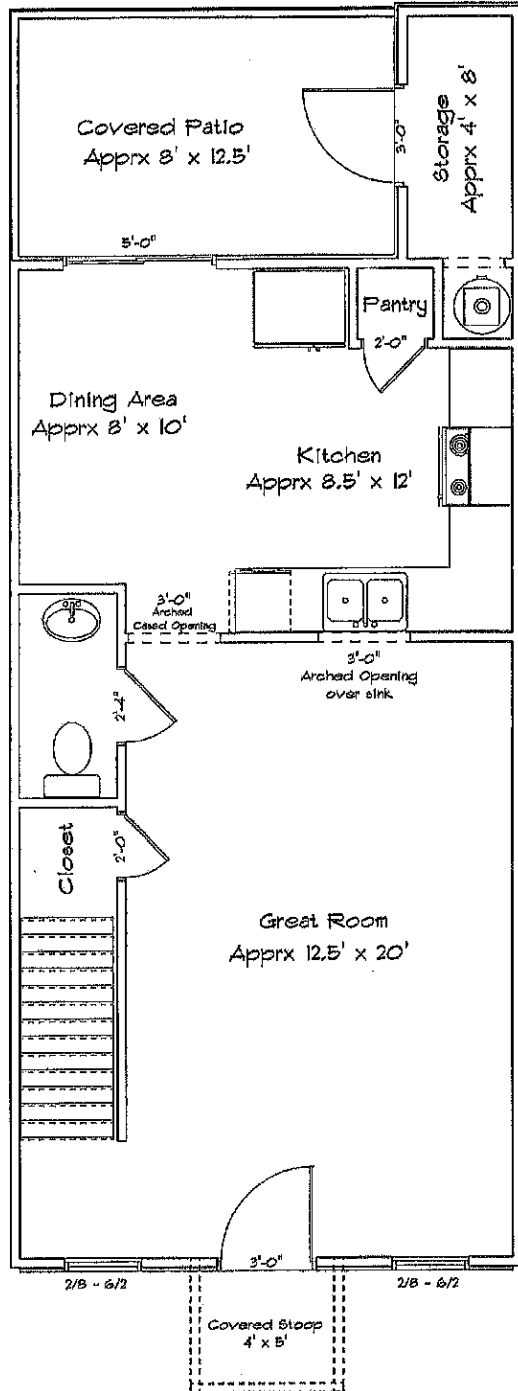 Covered Patio
Apprx 8' x 12.5'
3'-0"
Storage
Apprx 4' x 8'
5'-0"
Pantry
2'-0"
Dining Area
Apprx 8' x 10'
Kitchen
Apprx 8.5' x 12'
3'-0"
Arched
Cased Opening
3'-0"
Arched Opening
over sink
2'-4"
2'-0"
Closet
Great Room
Apprx 12.5' x 20'
3'-0"
2/8 - 6/2
2/8 - 6/2
Covered Stoop
4' x 5'